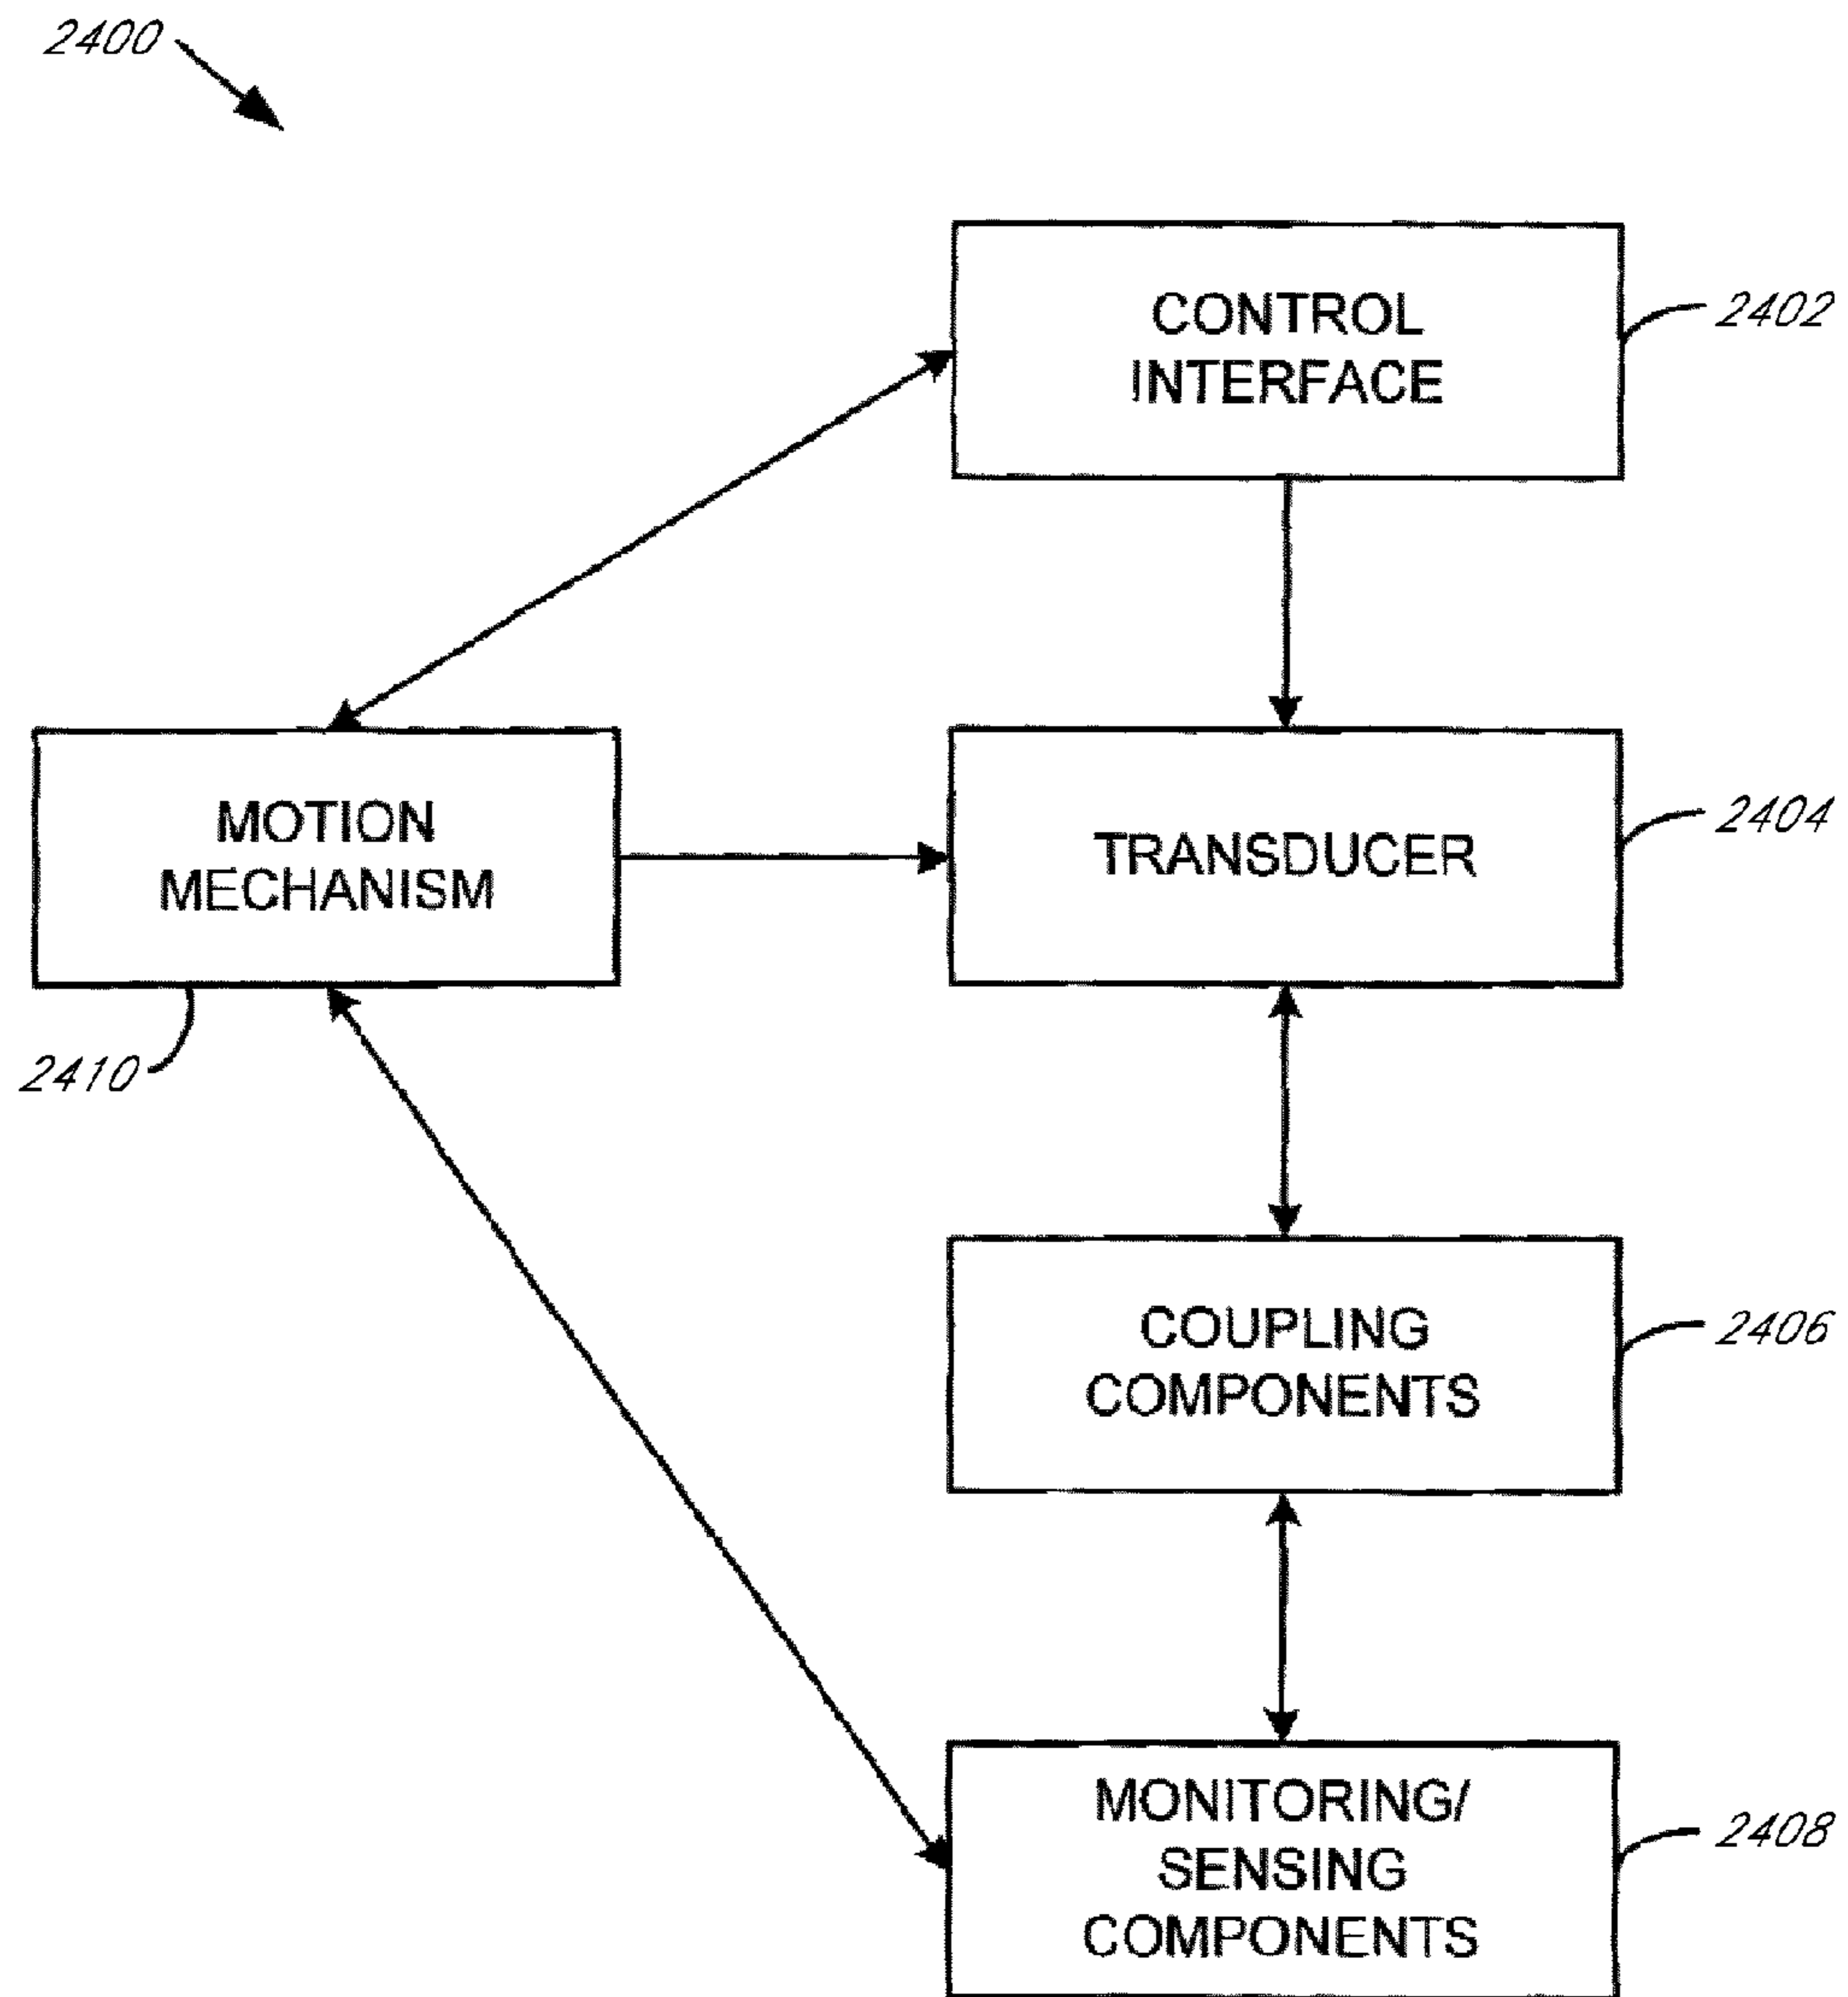 2400
CONTROL
INTERFACE
2402
MOTION
MECHANISM
2410
TRANSDUCER
2404
COUPLING
COMPONENTS
2406
MONITORING/
SENSING
COMPONENTS
2408